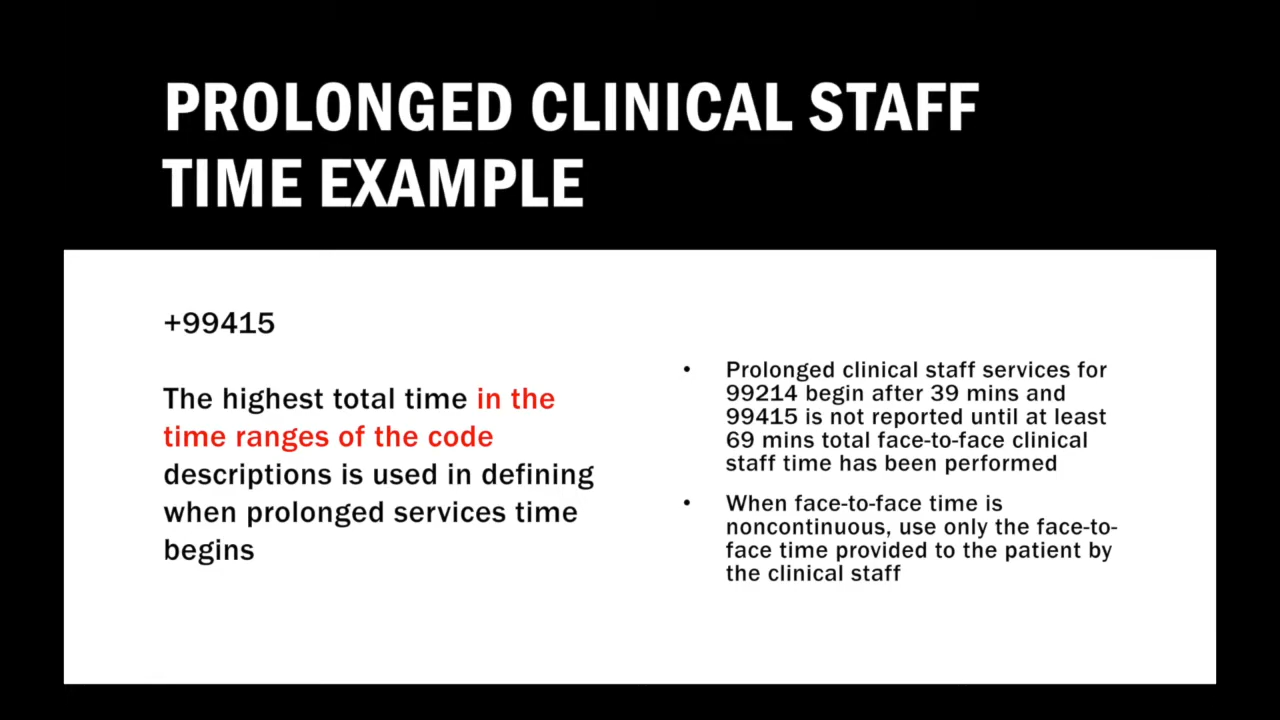 PROLONGED CLINICAL STAFF
TIME EXAMPLE
+99415
The highest total time in the
time ranges of the code
descriptions is used in defining
when prolonged services time
begins
• Prolonged clinical staff services for
99214 begin after 39 mins and
99415 is not reported until at least
69 mins total face-to-face clinical
staff time has been performed
• When face-to-face time is
noncontinuous, use only the face-to-
face time provided to the patient by
the clinical staff